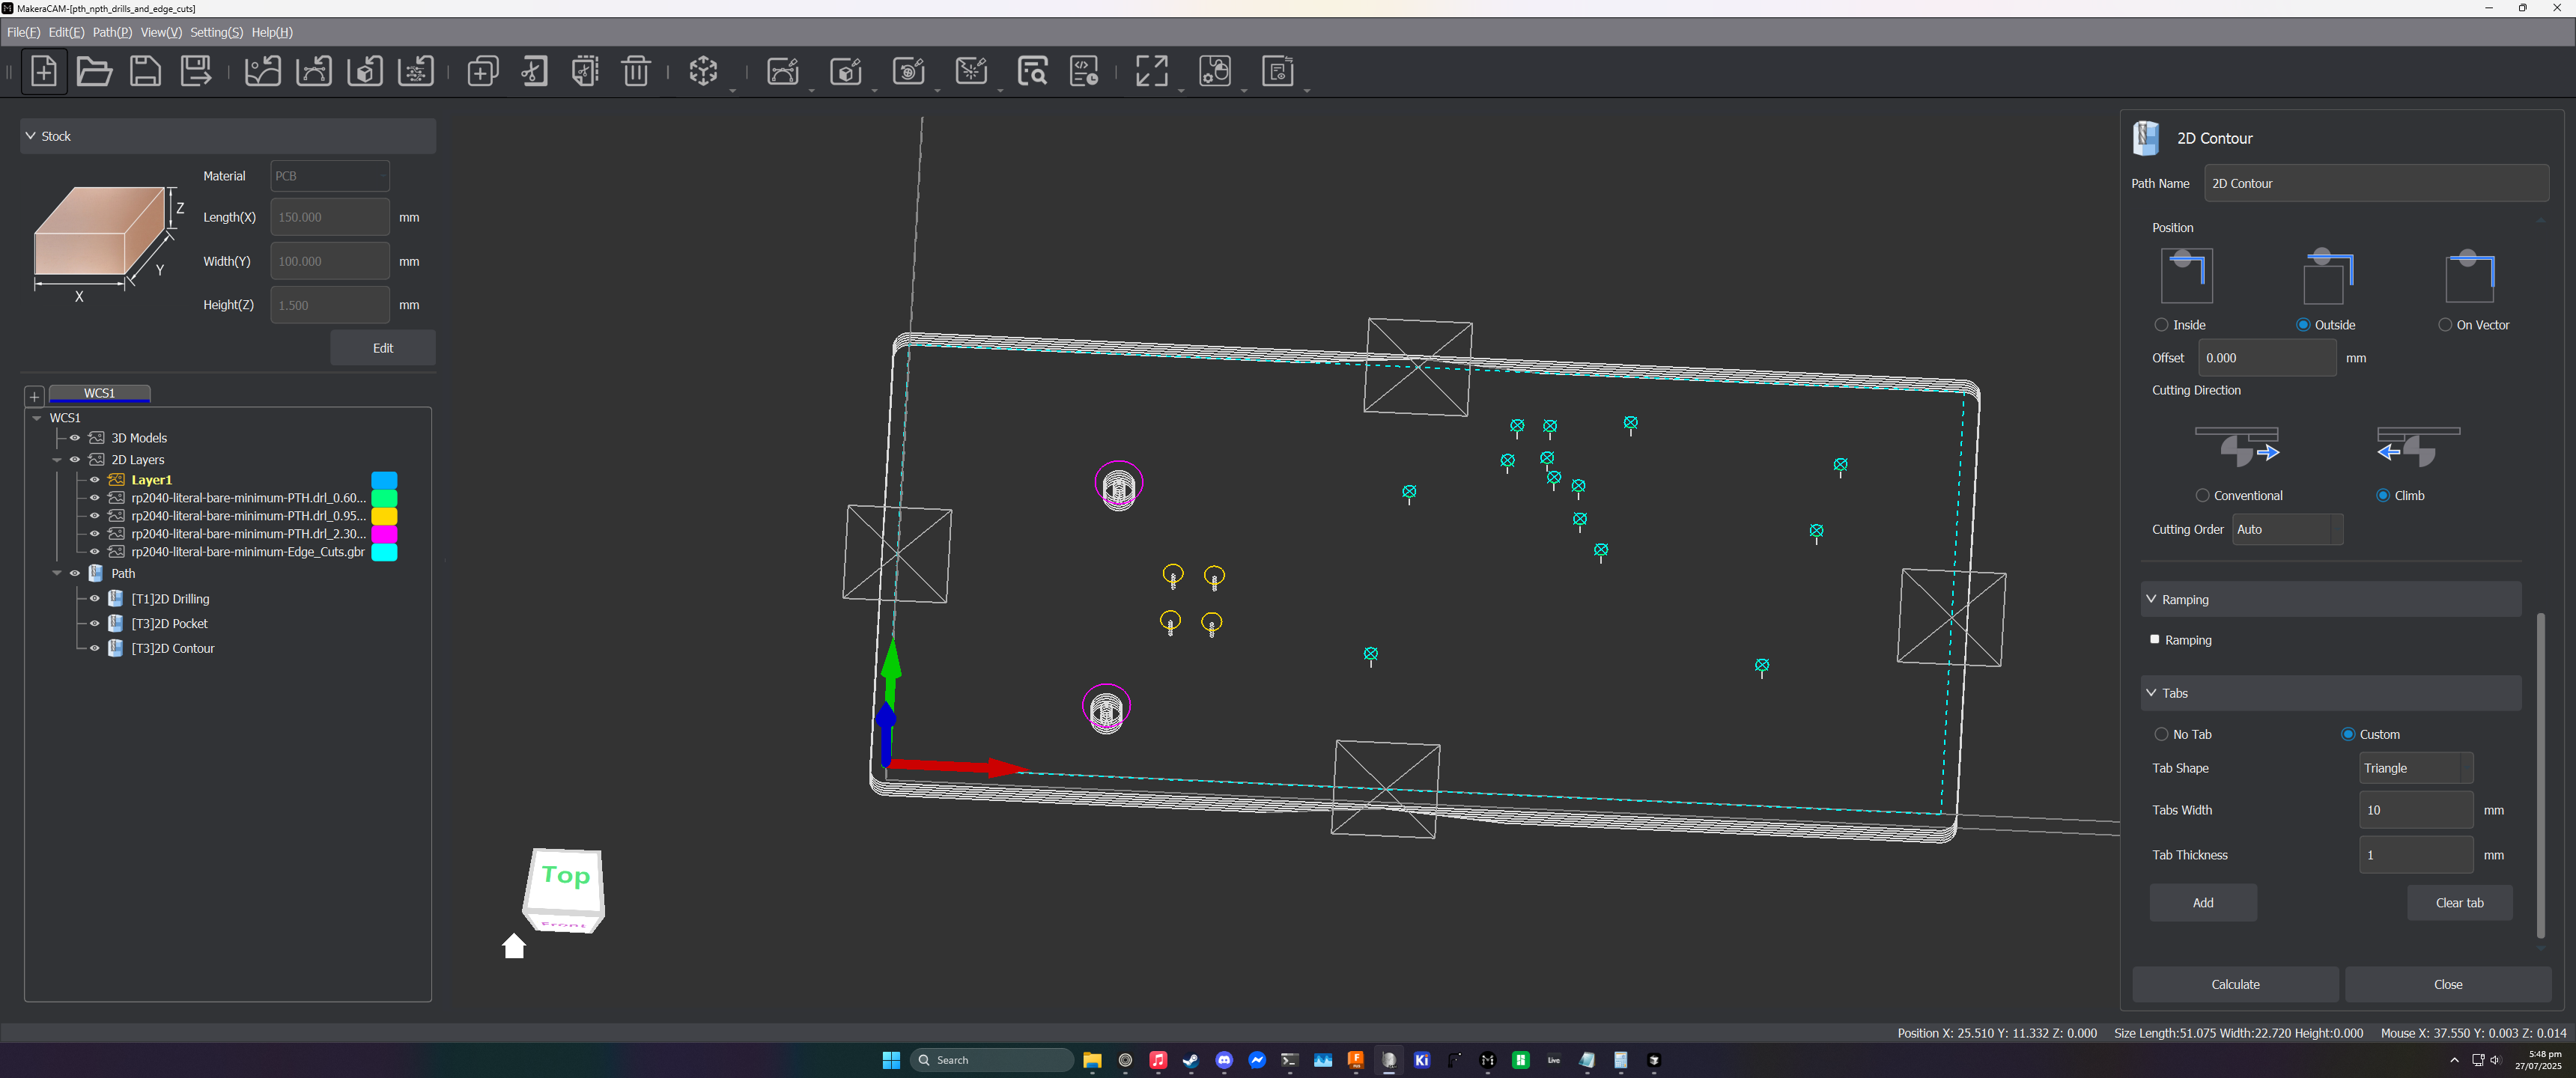 MakeraCAM-[pth_npth_drills_and_edge_cuts]
File(F) Edit(E) Path(P) View(V) Setting(S) Help(H)
Stock
Material PCB
Length(X) 150.000 mm
Width(Y) 100.000 mm
Height(Z) 1.500 mm
Z
Y
X
Edit
WCS1
WCS1
3D Models
2D Layers
Layer1
rp2040-literal-bare-minimum-PTH.drl_0.60...
rp2040-literal-bare-minimum-PTH.drl_0.95...
rp2040-literal-bare-minimum-PTH.drl_2.30...
rp2040-literal-bare-minimum-Edge_Cuts.gbr
Path
[T1]2D Drilling
[T3]2D Pocket
[T3]2D Contour
Top
Front
2D Contour
Path Name 2D Contour
Position
Inside Outside On Vector
Offset 0.000 mm
Cutting Direction
Conventional Climb
Cutting Order Auto
Ramping
Ramping
Tabs
No Tab Custom
Tab Shape Triangle
Tabs Width 10 mm
Tab Thickness 1 mm
Add Clear tab
Calculate Close
Position X: 25.510 Y: 11.332 Z: 0.000 Size Length:51.075 Width:22.720 Height:0.000 Mouse X: 37.550 Y: 0.003 Z: 0.014
Search
Ki
Live
5:48 pm
27/07/2025